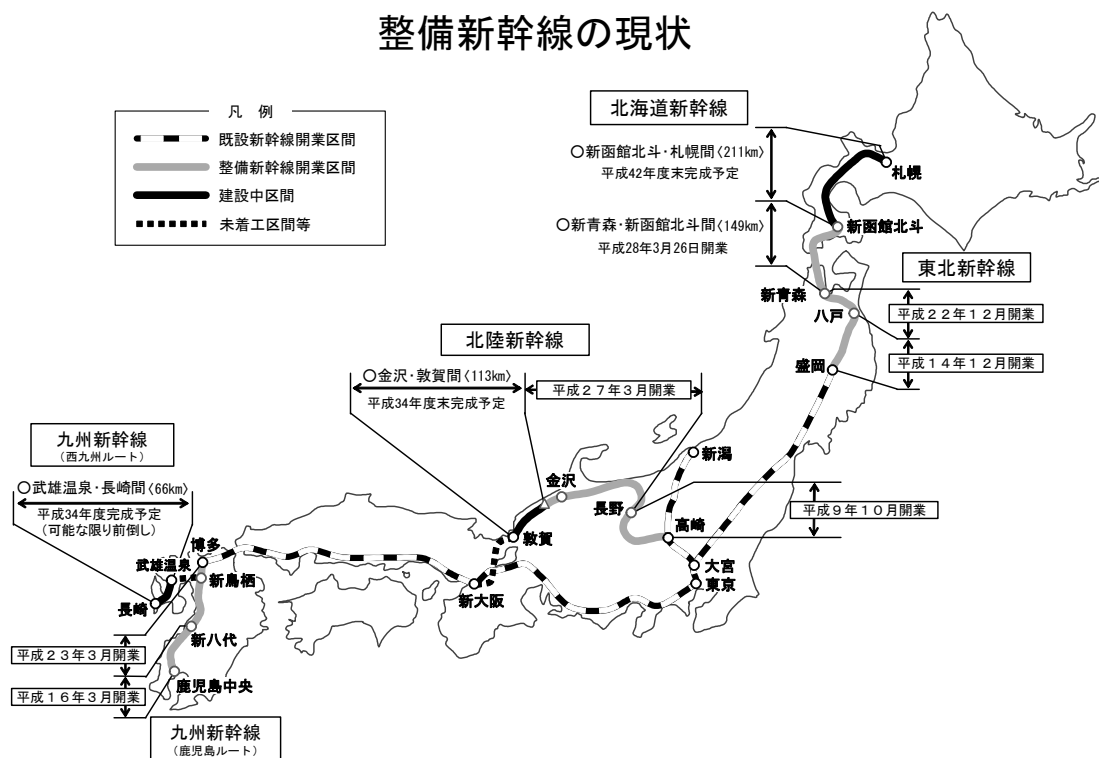 整備新幹線の現状
凡 例
既設新幹線開業区間
整備新幹線開業区間
建設中区間
未着工区間等
北海道新幹線
○新函館北斗・札幌間〈211km〉
平成42年度末完成予定
札幌
○新青森・新函館北斗間〈149km〉
平成28年3月26日開業
新函館北斗
東北新幹線
新青森
平成22年12月開業
八戸
平成14年12月開業
盛岡
北陸新幹線
○金沢・敦賀間〈113km〉
平成34年度末完成予定
平成27年3月開業
新潟
金沢
長野
高崎
平成9年10月開業
敦賀
大宮
東京
新大阪
九州新幹線
(西九州ルート)
○武雄温泉・長崎間〈66km〉
平成34年度完成予定
(可能な限り前倒し)
博多
武雄温泉
新鳥栖
長崎
新八代
平成23年3月開業
鹿児島中央
平成16年3月開業
九州新幹線
(鹿児島ルート)